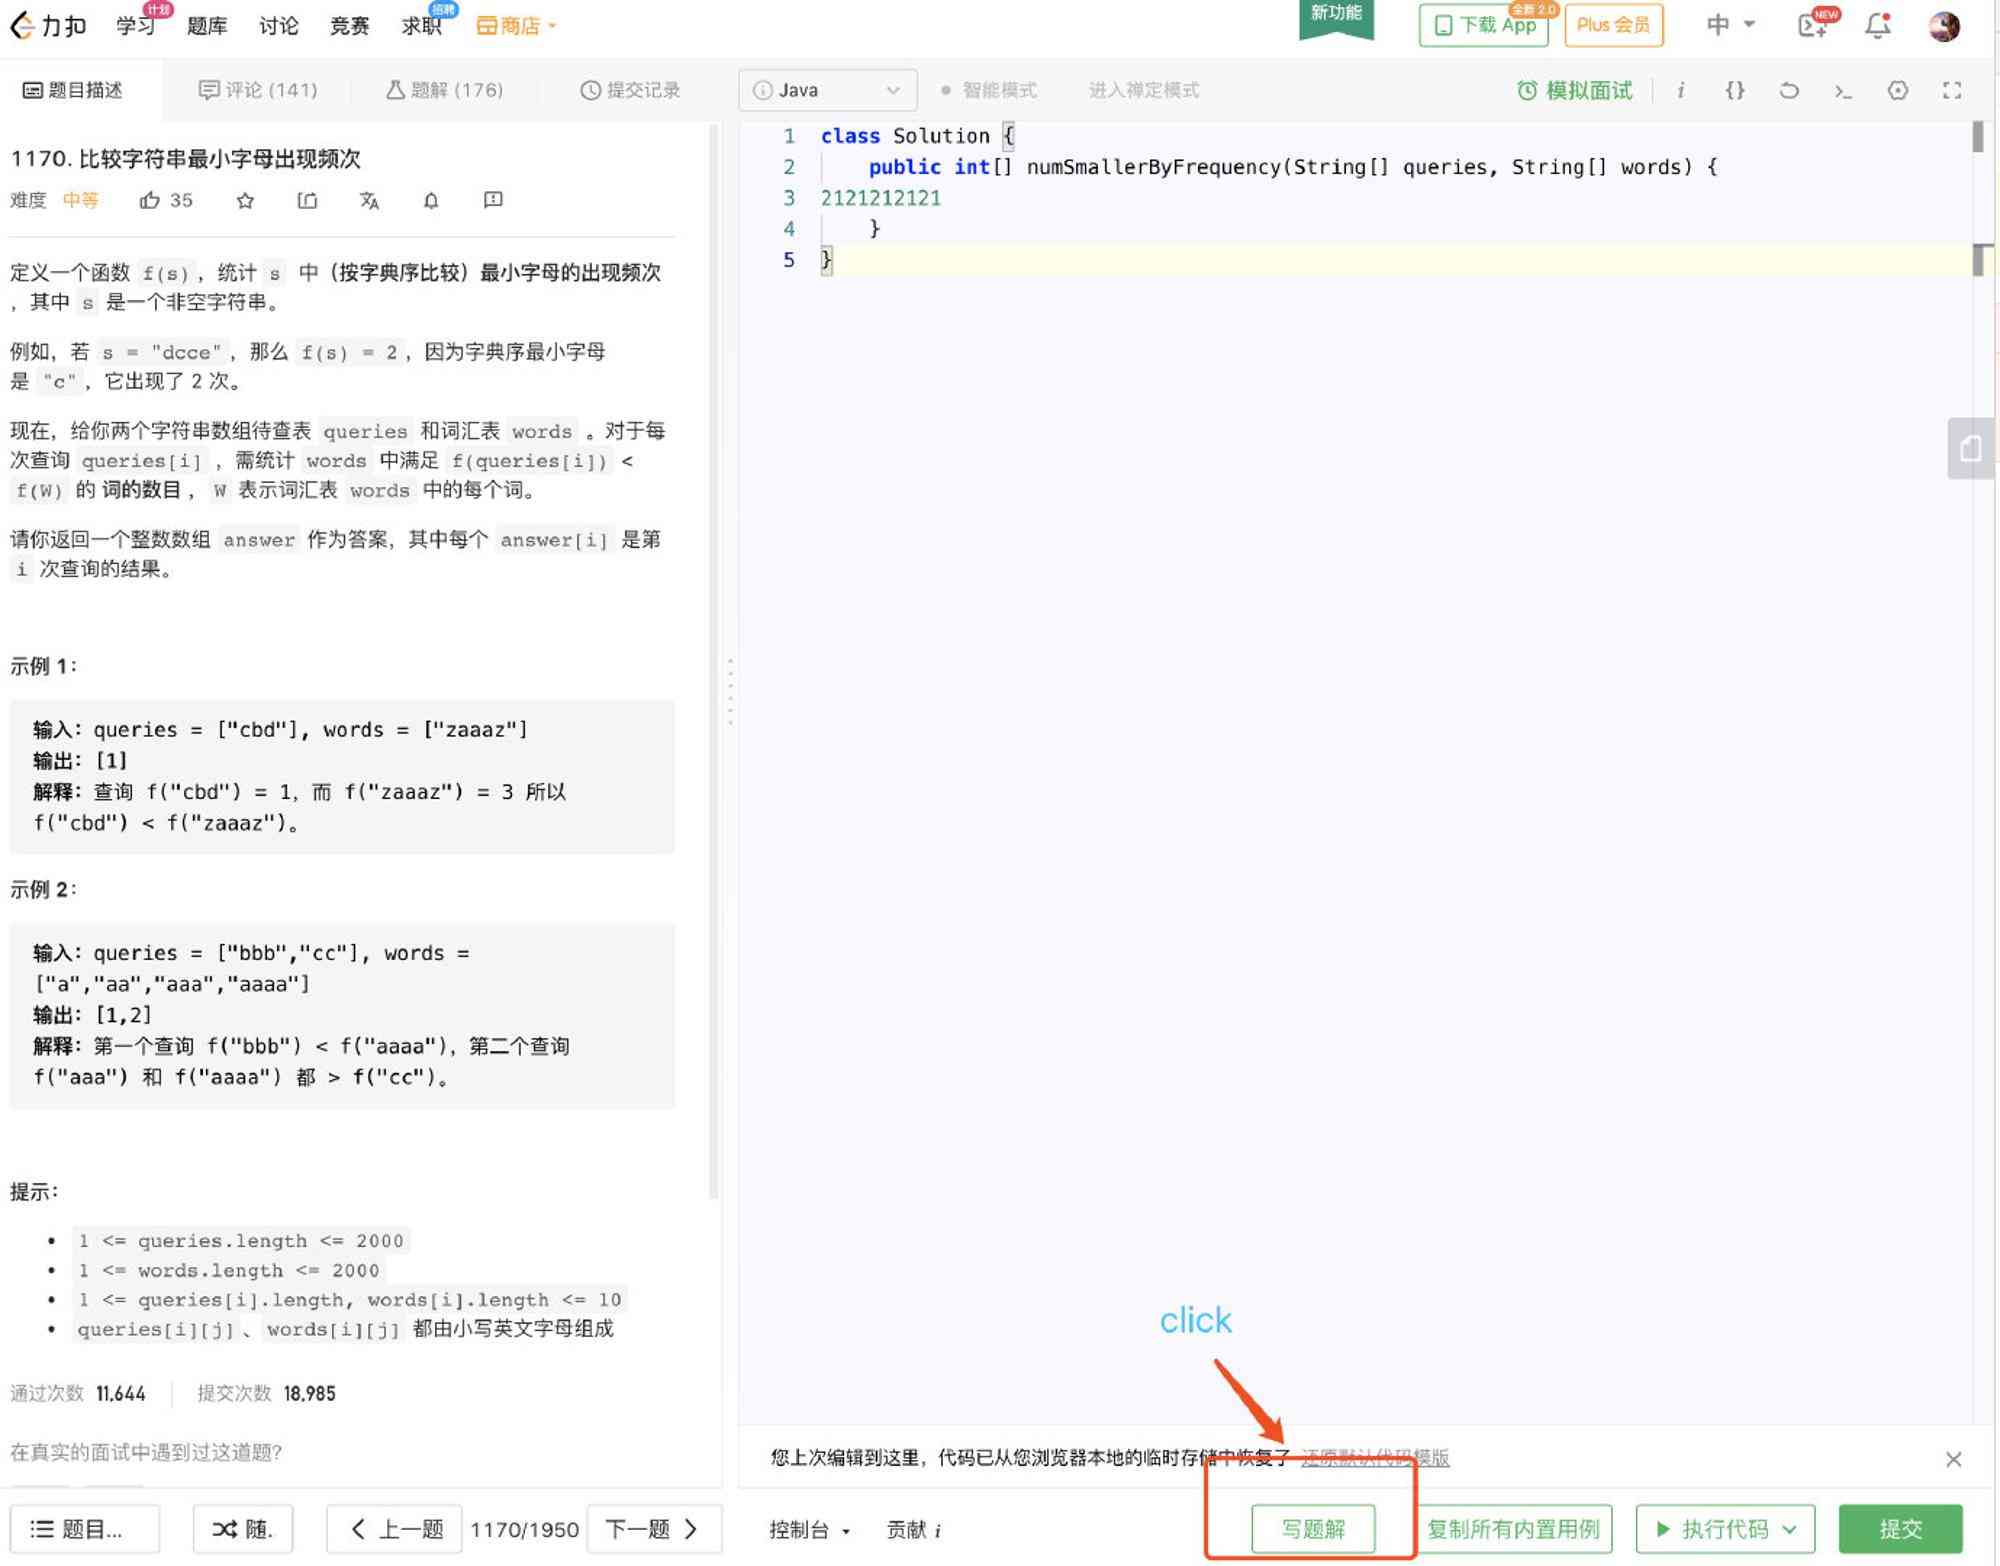 力扣 学习 计划 题库 讨论 竞赛 求职 招聘 商店 新功能 下载 App 全新 2.0 Plus 会员 中 NEW
题目描述 评论 (141) 题解 (176) 提交记录
i Java 智能模式 进入禅定模式 模拟面试 i {}
1170. 比较字符串最小字母出现频次
难度 中等 35
定义一个函数 f(s)，统计 s 中（按字典序比较）最小字母的出现频次
，其中 s 是一个非空字符串。
例如，若 s = "dcce"，那么 f(s) = 2，因为字典序最小字母
是 "c"，它出现了 2 次。
现在，给你两个字符串数组待查表 queries 和词汇表 words 。对于每
次查询 queries[i] ，需统计 words 中满足 f(queries[i]) <
f(W) 的 词的数目 ，W 表示词汇表 words 中的每个词。
请你返回一个整数数组 answer 作为答案，其中每个 answer[i] 是第
i 次查询的结果。
示例 1：
输入：queries = ["cbd"], words = ["zaaaz"]
输出：[1]
解释：查询 f("cbd") = 1，而 f("zaaaz") = 3 所以
f("cbd") < f("zaaaz")。
示例 2：
输入：queries = ["bbb","cc"], words =
["a","aa","aaa","aaaa"]
输出：[1,2]
解释：第一个查询 f("bbb") < f("aaaa")，第二个查询
f("aaa") 和 f("aaaa") 都 > f("cc")。
提示：
• 1 <= queries.length <= 2000
• 1 <= words.length <= 2000
• 1 <= queries[i].length, words[i].length <= 10
• queries[i][j]、words[i][j] 都由小写英文字母组成
通过次数 11,644 提交次数 18,985
在真实的面试中遇到过这道题?
题目... 随. 上一题 1170/1950 下一题
1 class Solution {
2 public int[] numSmallerByFrequency(String[] queries, String[] words) {
3 2121212121
4 }
5 }
click
您上次编辑到这里，代码已从您浏览器本地的临时存储中恢复了 还原默认代码模版
控制台 贡献 i 写题解 复制所有内置用例 执行代码 提交